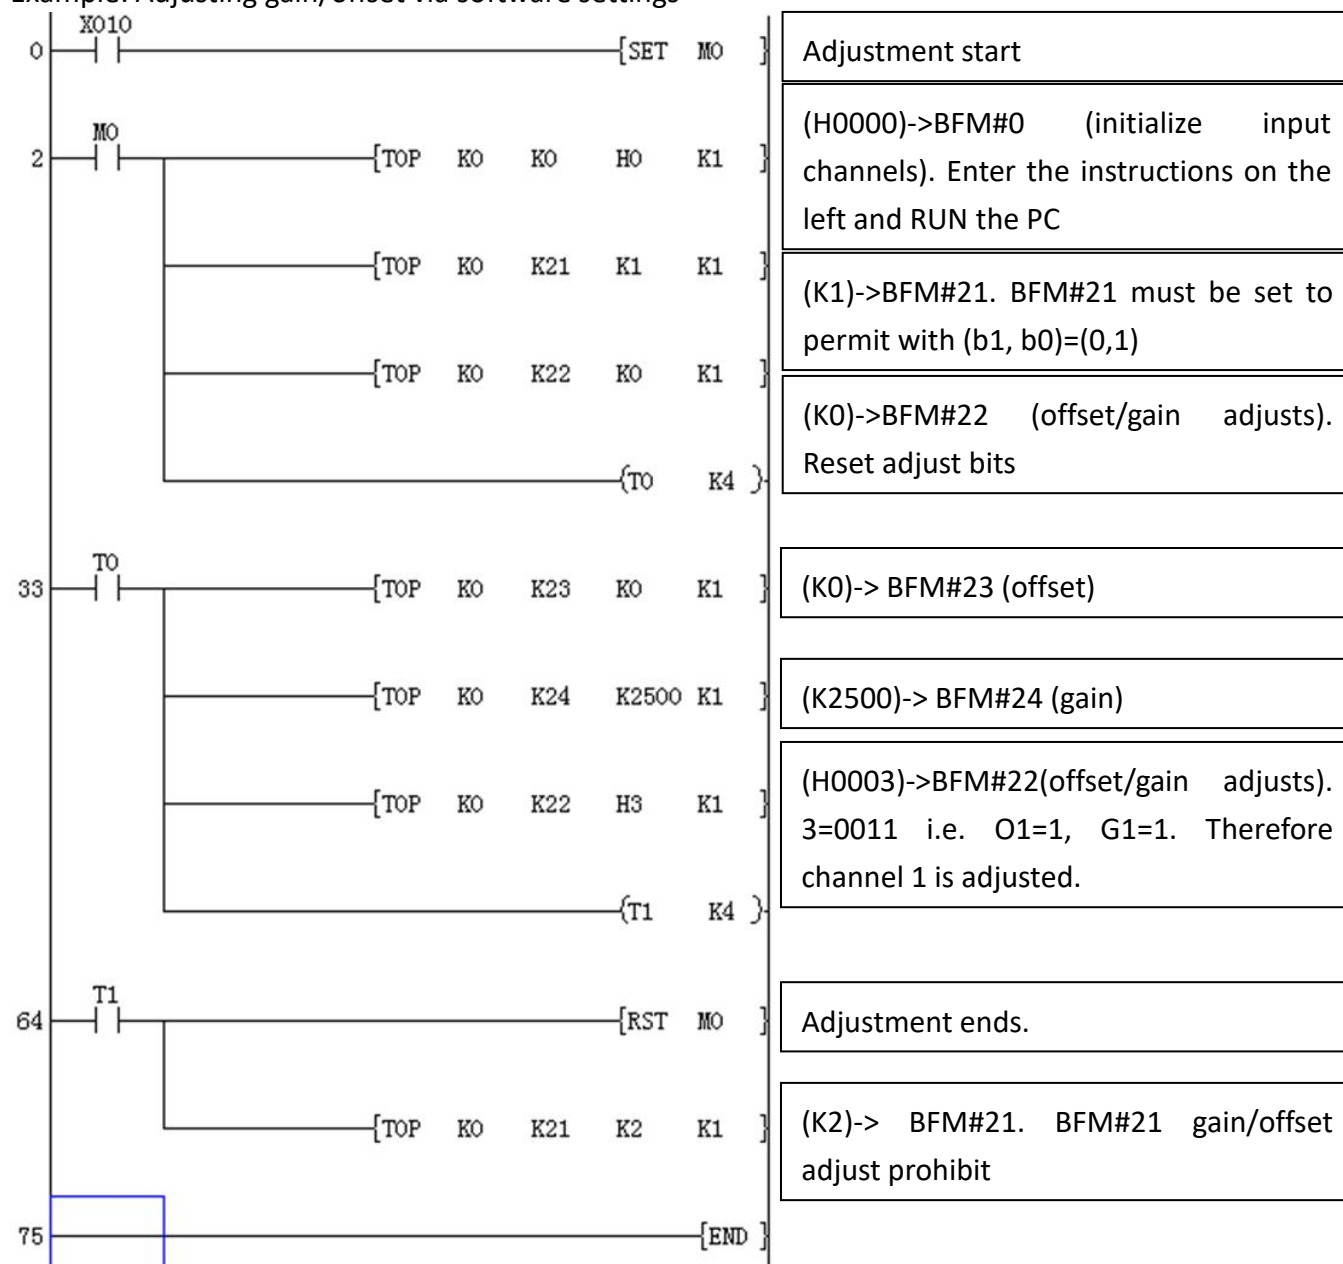 Example: Adjusting gain/offset via software settings
X010
0 [SET M0 ] Adjustment start
M0
2 [TOP K0 K0 H0 K1 ] (H0000)->BFM#0 (initialize input
channels). Enter the instructions on the
left and RUN the PC
[TOP K0 K21 K1 K1 ] (K1)->BFM#21. BFM#21 must be set to
permit with (b1, b0)=(0,1)
[TOP K0 K22 K0 K1 ] (K0)->BFM#22 (offset/gain adjusts).
Reset adjust bits
(T0 K4 )
T0
33 [TOP K0 K23 K0 K1 ] (K0)-> BFM#23 (offset)
[TOP K0 K24 K2500 K1 ] (K2500)-> BFM#24 (gain)
[TOP K0 K22 H3 K1 ] (H0003)->BFM#22(offset/gain adjusts).
3=0011 i.e. O1=1, G1=1. Therefore
channel 1 is adjusted.
(T1 K4 )
T1
64 [RST M0 ] Adjustment ends.
[TOP K0 K21 K2 K1 ] (K2)-> BFM#21. BFM#21 gain/offset
adjust prohibit
75 [END ]